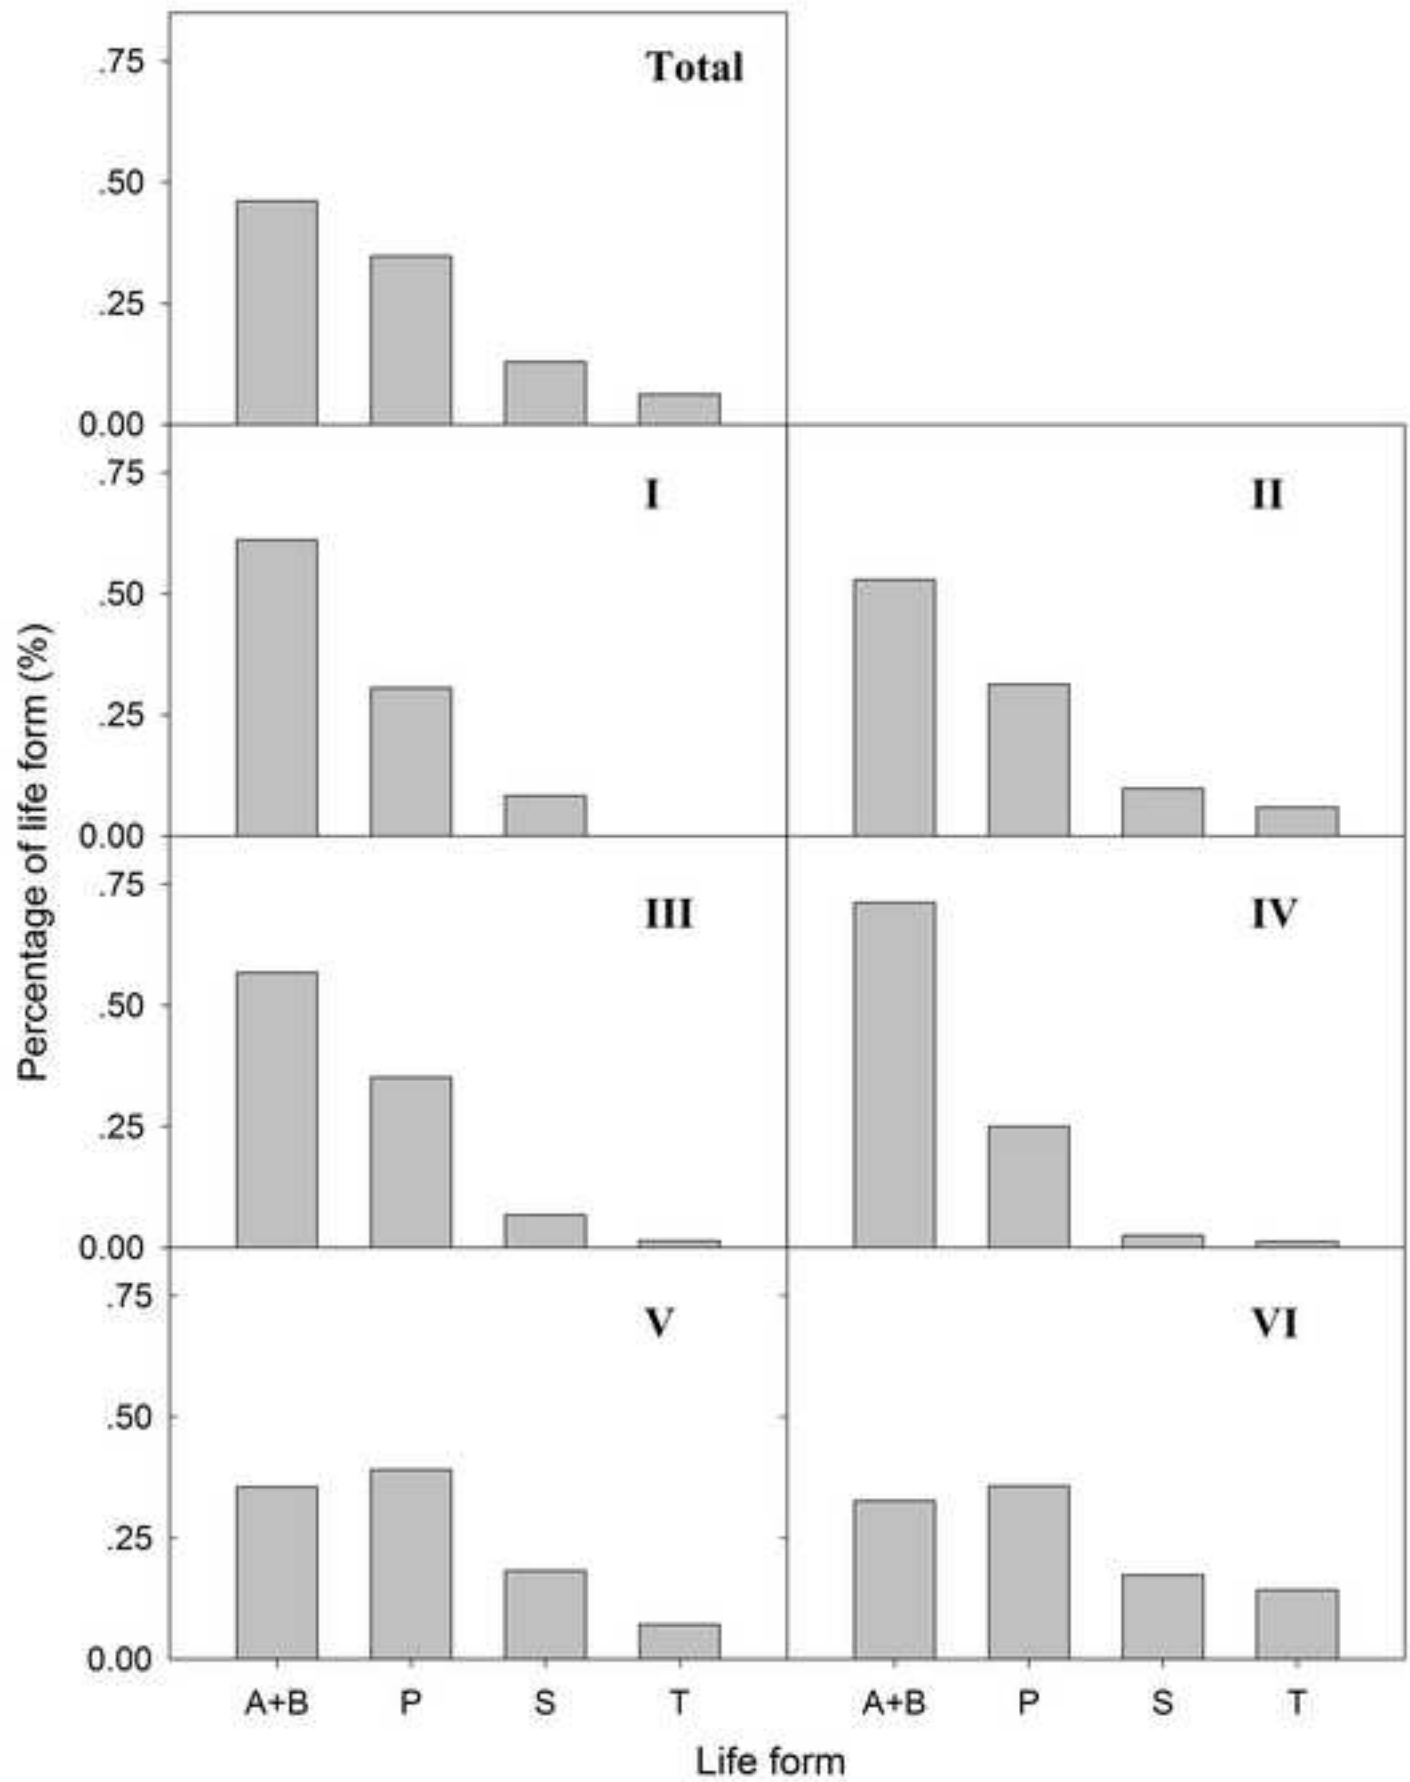 Total
.75
.50
.25
0.00
I
II
.75
.50
.25
0.00
III
IV
.75
.50
.25
0.00
V
VI
.75
.50
.25
0.00
Percentage of life form (%)
A+B P S T A+B P S T
Life form